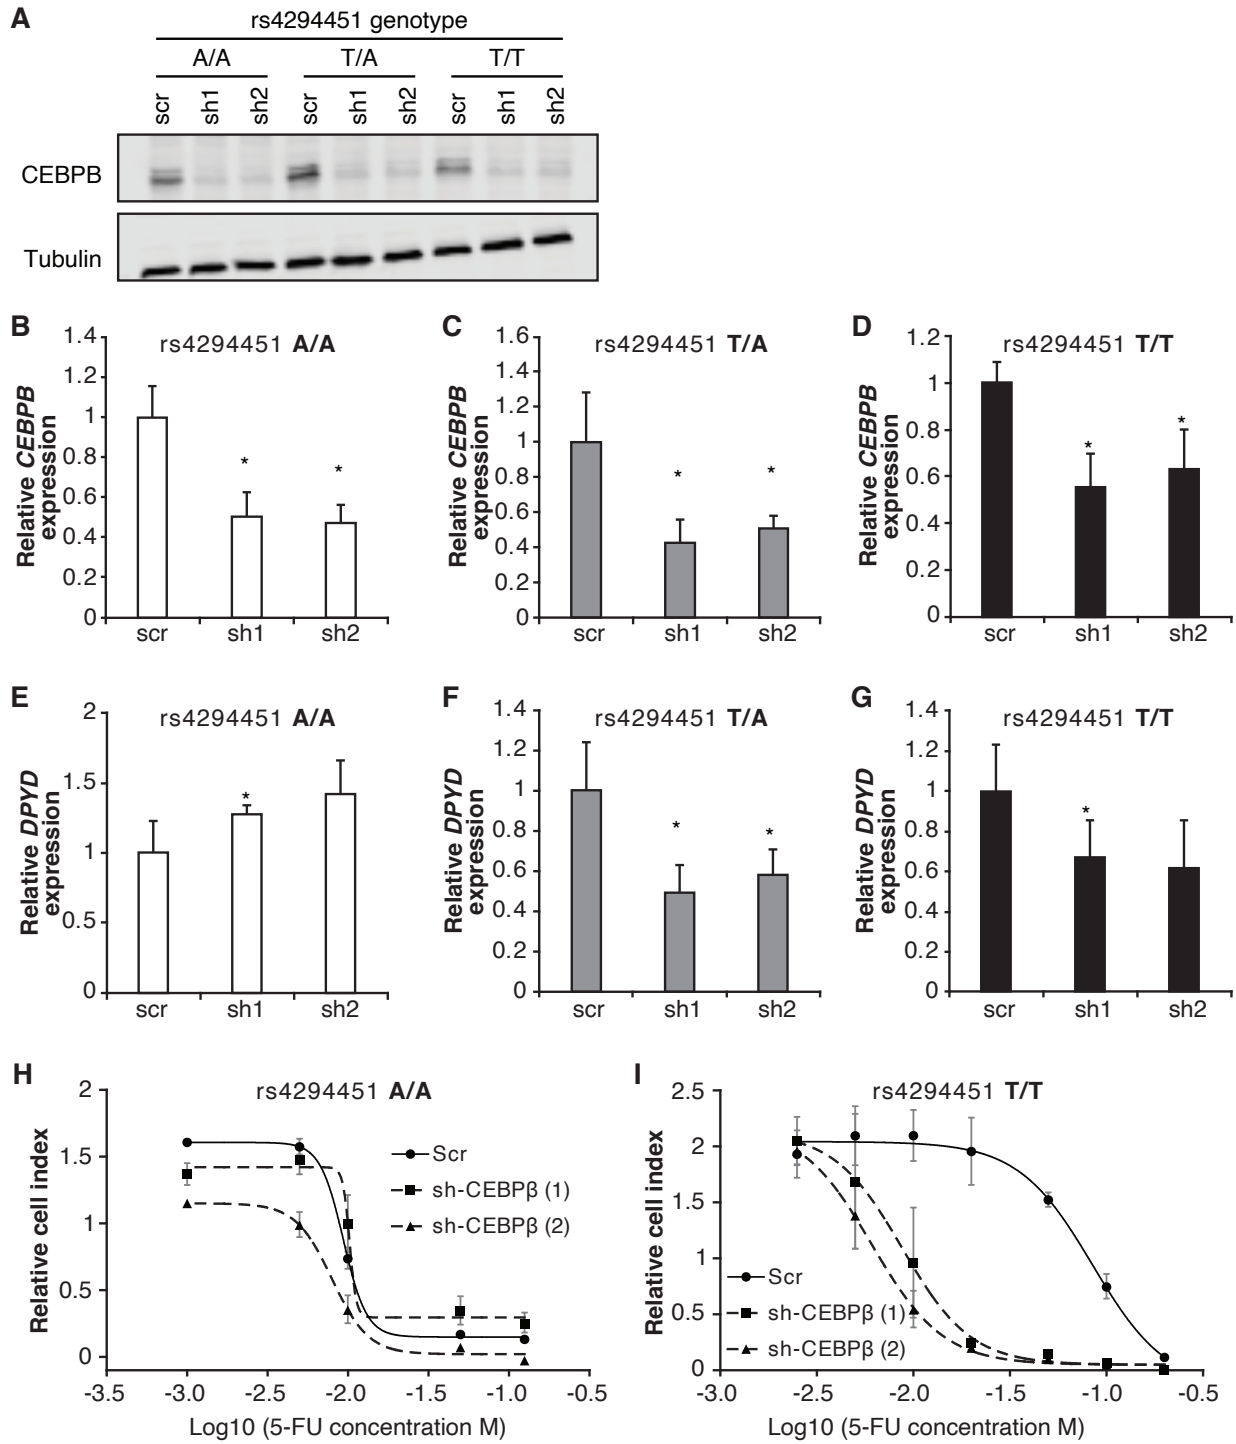 A
rs4294451 genotype
A/A T/A T/T
scr sh1 sh2 scr sh1 sh2 scr sh1 sh2
CEBPB
Tubulin
B
rs4294451 A/A
Relative CEBPB
expression
1.4
1.2
1
0.8
0.6
0.4
0.2
0
* *
scr sh1 sh2
C
rs4294451 T/A
Relative CEBPB
expression
1.6
1.4
1.2
1
0.8
0.6
0.4
0.2
0
* *
scr sh1 sh2
D
rs4294451 T/T
Relative CEBPB
expression
1.2
1
0.8
0.6
0.4
0.2
0
* *
scr sh1 sh2
E
rs4294451 A/A
Relative DPYD
expression
2
1.5
1
0.5
0
*
scr sh1 sh2
F
rs4294451 T/A
Relative DPYD
expression
1.4
1.2
1
0.8
0.6
0.4
0.2
0
* *
scr sh1 sh2
G
rs4294451 T/T
Relative DPYD
expression
1.4
1.2
1
0.8
0.6
0.4
0.2
0
*
scr sh1 sh2
H
rs4294451 A/A
Relative cell index
2
1.5
1
0.5
0
Scr
sh-CEBPβ (1)
sh-CEBPβ (2)
-3.5 -3.0 -2.5 -2.0 -1.5 -1.0 -0.5
Log10 (5-FU concentration M)
I
rs4294451 T/T
Relative cell index
2.5
2
1.5
1
0.5
0
Scr
sh-CEBPβ (1)
sh-CEBPβ (2)
-3.0 -2.5 -2.0 -1.5 -1.0 -0.5
Log10 (5-FU concentration M)